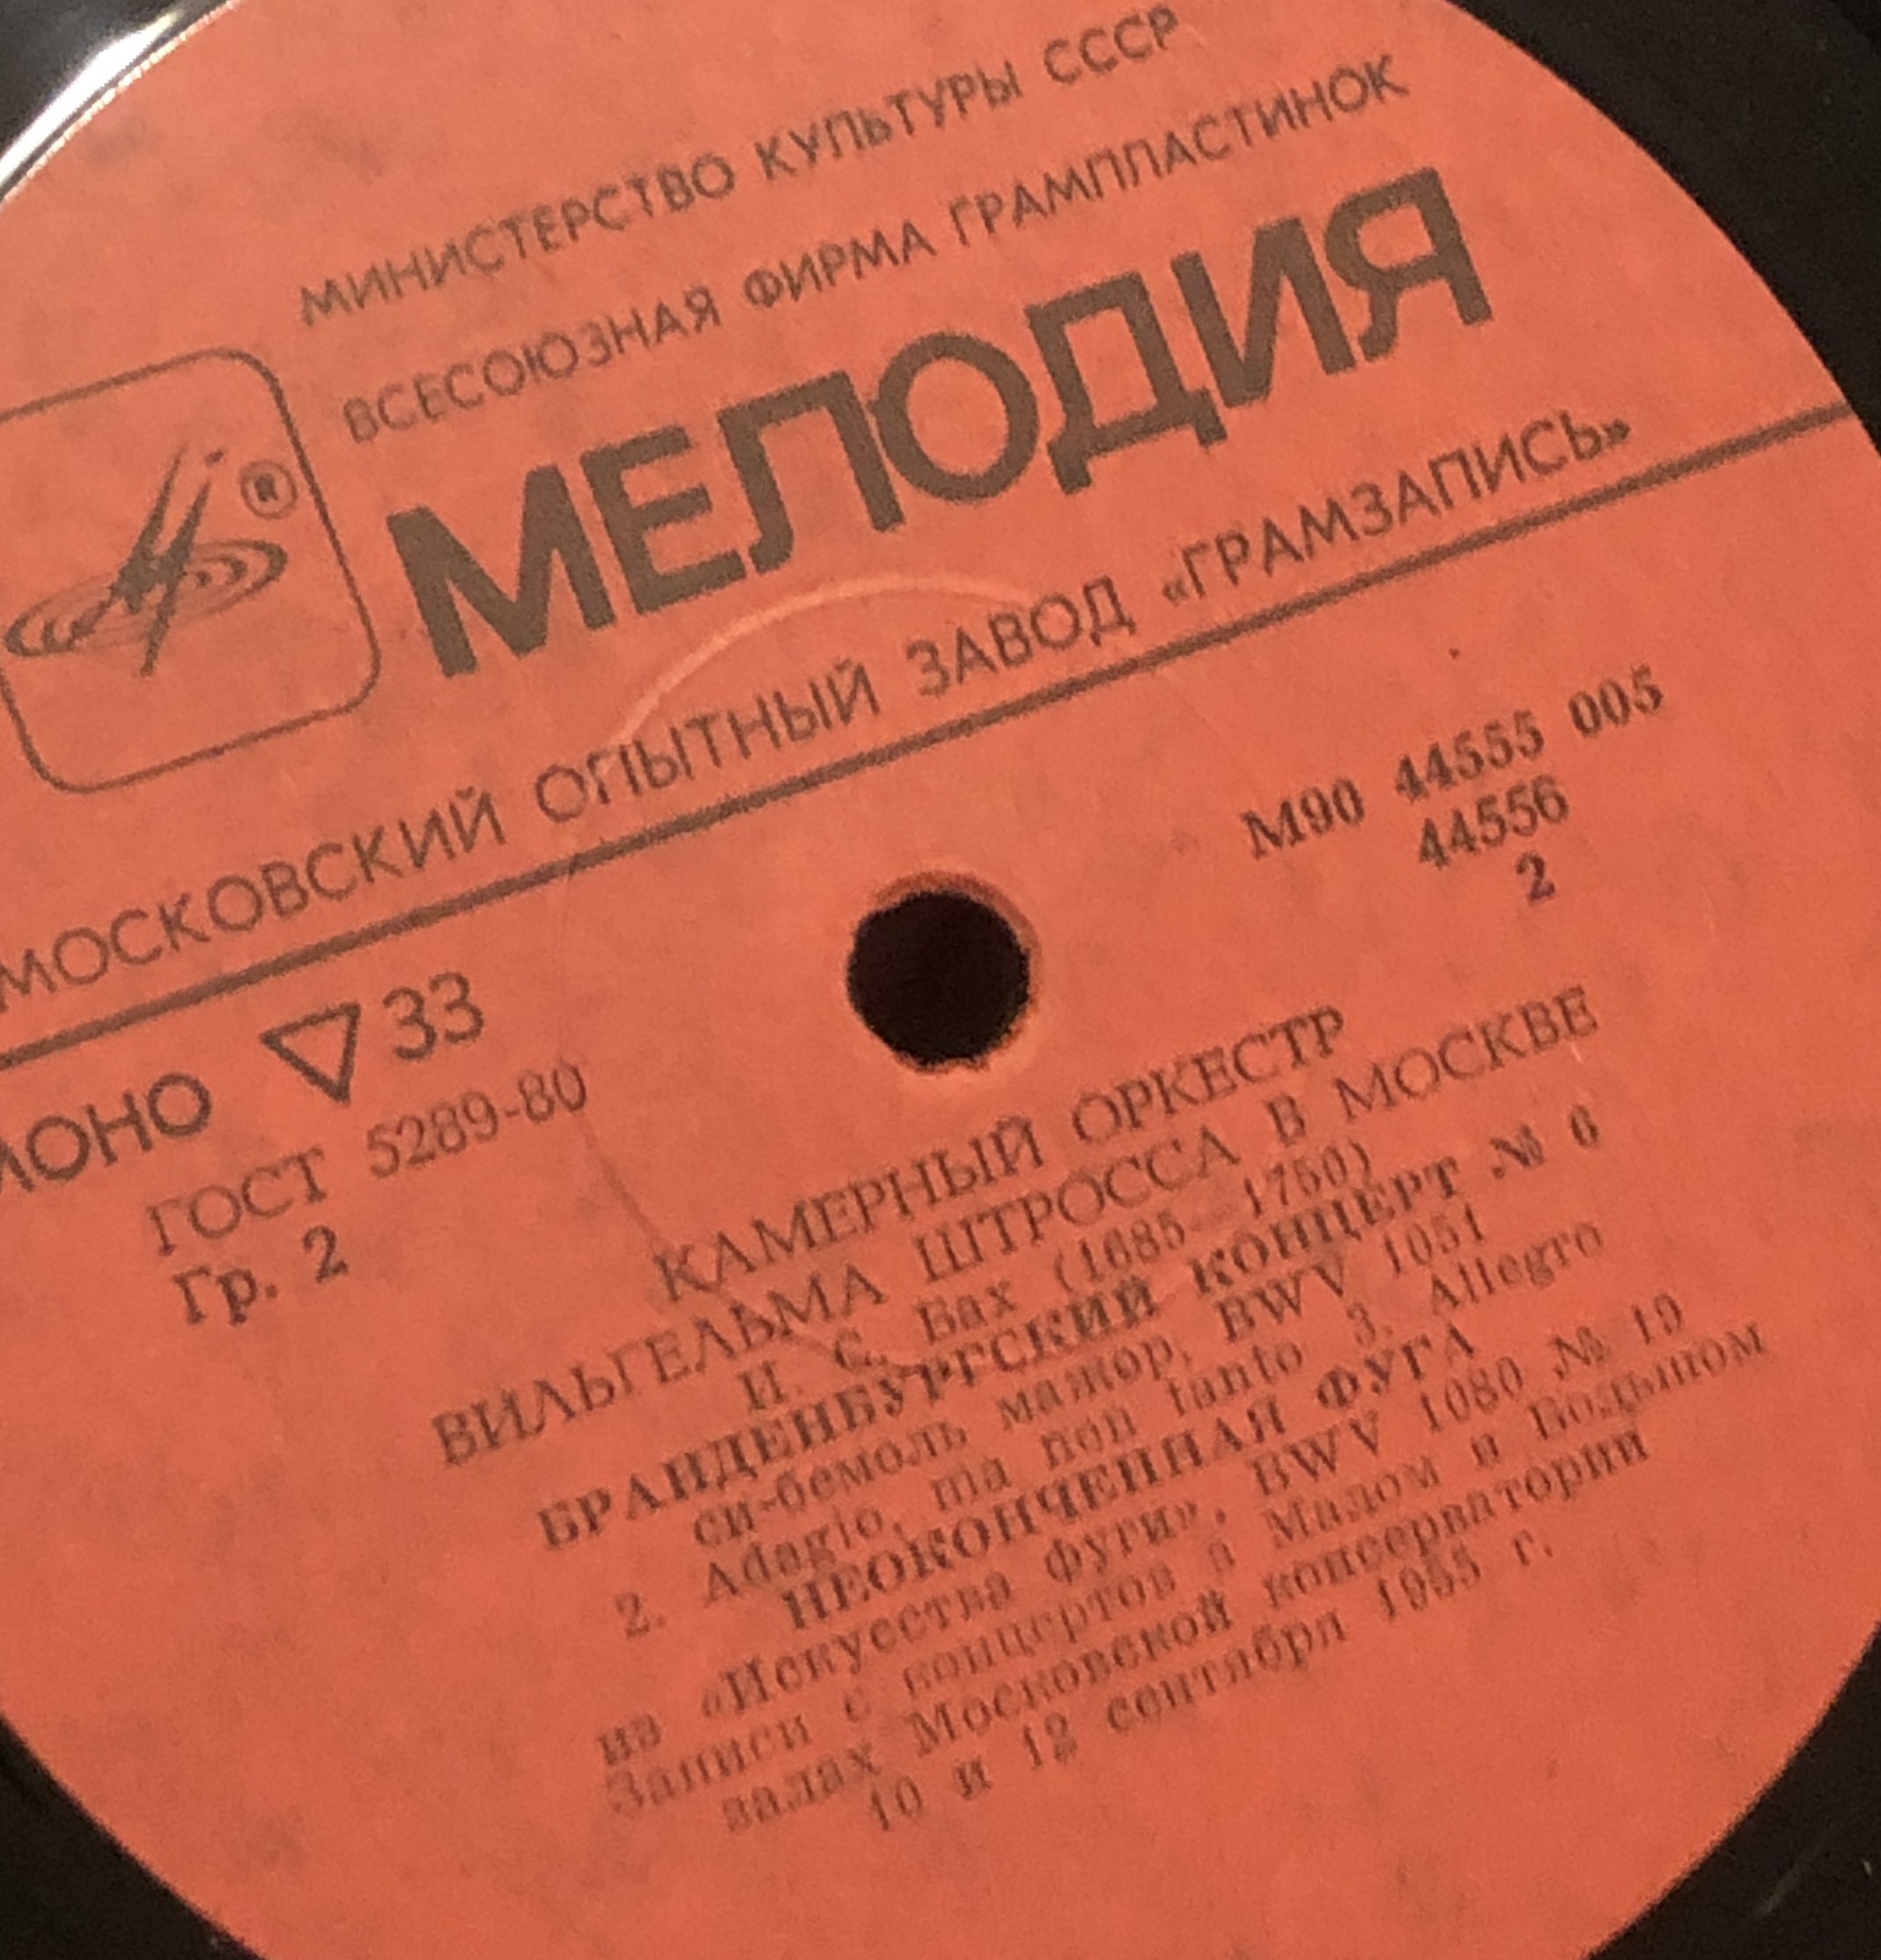 МИНИСТЕРСТВО КУЛЬТУРЫ СССР
ВСЕСОЮЗНАЯ ФИРМА ГРАМПЛАСТИНОК
МЕЛОДИЯ
®
МОСКОВСКИЙ ОПЫТНЫЙ ЗАВОД «ГРАМЗАПИСЬ»
М90 44555 005
44556
2
МОНО ▽ 33
ГОСТ 5289-80
Гр. 2
КАМЕРНЫЙ ОРКЕСТР
ВИЛЬГЕЛЬМА ШТРОССА В МОСКВЕ
И. С. Бах (1685—1750)
БРАНДЕНБУРГСКИЙ КОНЦЕРТ № 6
си-бемоль мажор, BWV 1051
2. Adagio, ma non tanto 3. Allegro
НЕОКОНЧЕННАЯ ФУГА
из «Искусства фуги», BWV 1080 № 19
Записи с концертов в Малом и Большом
залах Московской консерватории
10 и 12 сентября 1955 г.